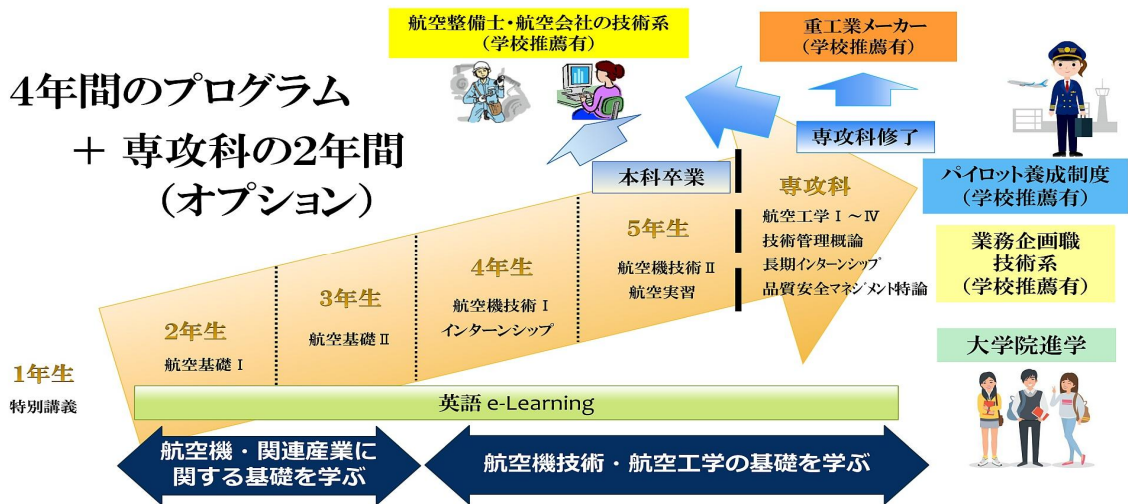 4年間のプログラム
＋ 専攻科の2年間
(オプション)
航空整備士・航空会社の技術系
(学校推薦有)
重工業メーカー
(学校推薦有)
専攻科修了
本科卒業
パイロット養成制度
(学校推薦有)
業務企画職
技術系
(学校推薦有)
大学院進学
1年生
特別講義
2年生
航空基礎Ⅰ
3年生
航空基礎Ⅱ
4年生
航空機技術Ⅰ
インターンシップ
5年生
航空機技術Ⅱ
航空実習
専攻科
航空工学Ⅰ～Ⅳ
技術管理概論
長期インターンシップ
品質安全マネジメント特論
英語 e-Learning
航空機・関連産業に
関する基礎を学ぶ
航空機技術・航空工学の基礎を学ぶ